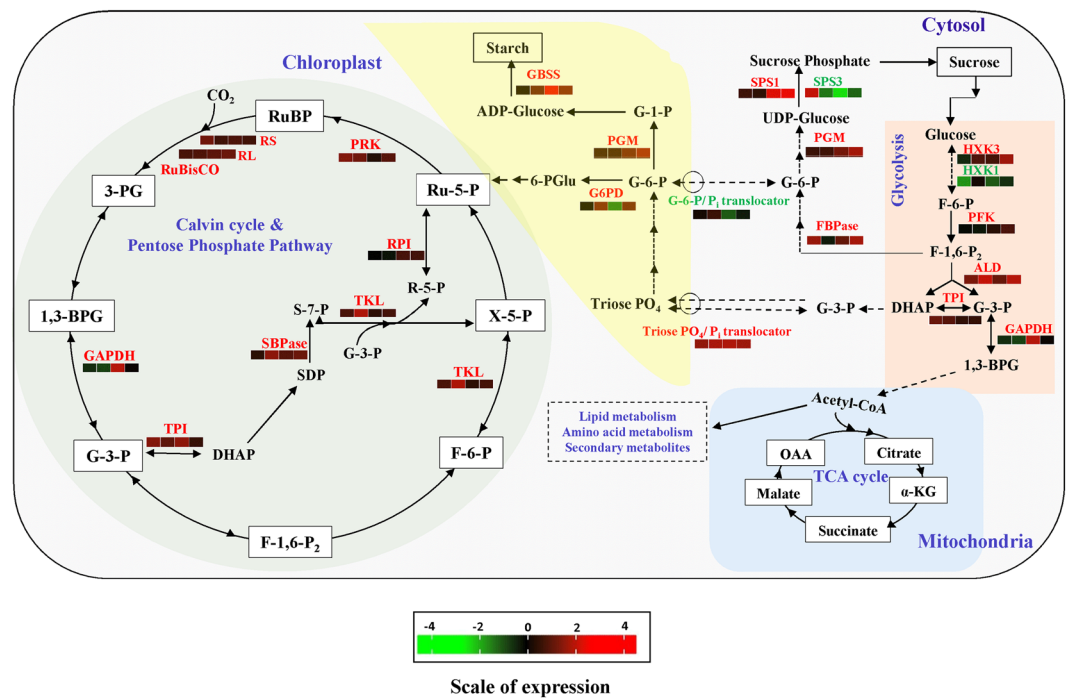 Cytosol
Chloroplast
Starch
GBSS
ADP-Glucose
G-1-P
PGM
6-PGlu
G-6-P
G6PD
G-6-P/ Pi translocator
Triose PO4
Triose PO4/ Pi translocator
Sucrose Phosphate
SPS1
SPS3
UDP-Glucose
PGM
G-6-P
FBPase
G-3-P
Sucrose
Glycolysis
Glucose
HXK3
HXK1
F-6-P
PFK
F-1,6-P2
ALD
DHAP
TPI
G-3-P
GAPDH
1,3-BPG
CO2
RuBP
RS
RL
RuBisCO
PRK
3-PG
Ru-5-P
Calvin cycle &
Pentose Phosphate Pathway
RPI
R-5-P
S-7-P
TKL
1,3-BPG
X-5-P
G-3-P
SBPase
SDP
GAPDH
TKL
TPI
G-3-P
DHAP
F-6-P
F-1,6-P2
Lipid metabolism
Amino acid metabolism
Secondary metabolites
Acetyl-CoA
OAA
Citrate
TCA cycle
Malate
α-KG
Succinate
Mitochondria
-4 -2 0 2 4
Scale of expression